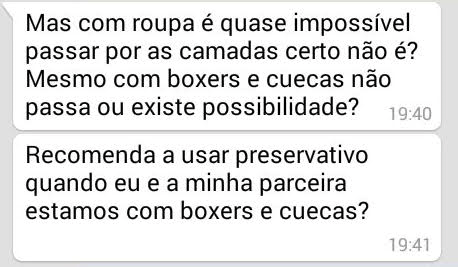 Mas com roupa é quase impossível
passar por as camadas certo não é?
Mesmo com boxers e cuecas não
passa ou existe possibilidade?
19:40
Recomenda a usar preservativo
quando eu e a minha parceira
estamos com boxers e cuecas?
19:41